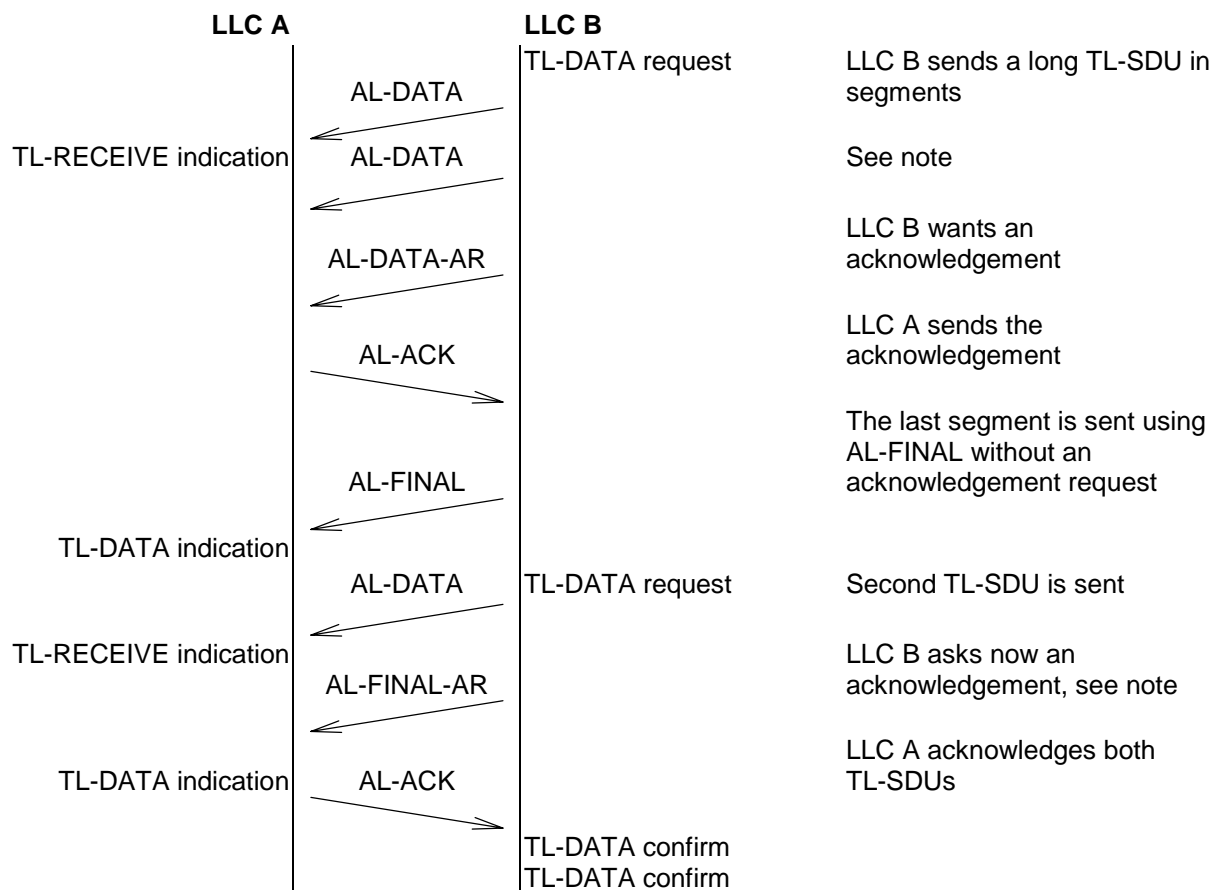 LLC A LLC B
TL-DATA request LLC B sends a long TL-SDU in
segments
AL-DATA
TL-RECEIVE indication AL-DATA See note
LLC B wants an
acknowledgement
AL-DATA-AR
LLC A sends the
acknowledgement
AL-ACK
The last segment is sent using
AL-FINAL without an
acknowledgement request
AL-FINAL
TL-DATA indication
AL-DATA TL-DATA request Second TL-SDU is sent
TL-RECEIVE indication LLC B asks now an
acknowledgement, see note
AL-FINAL-AR
LLC A acknowledges both
TL-SDUs
TL-DATA indication AL-ACK
TL-DATA confirm
TL-DATA confirm